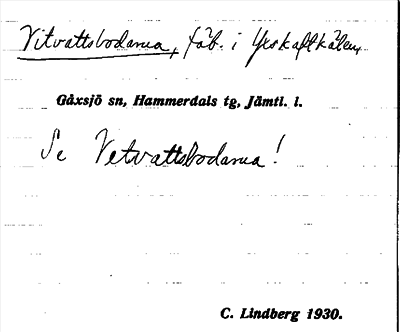 Vitvattsbodarna, fäb. i Yxskaftkälen,
Gåxsjö sn, Hammerdals tg, Jämtl. l.
Se Vetvattsbodarna!
C. Lindberg 1930.